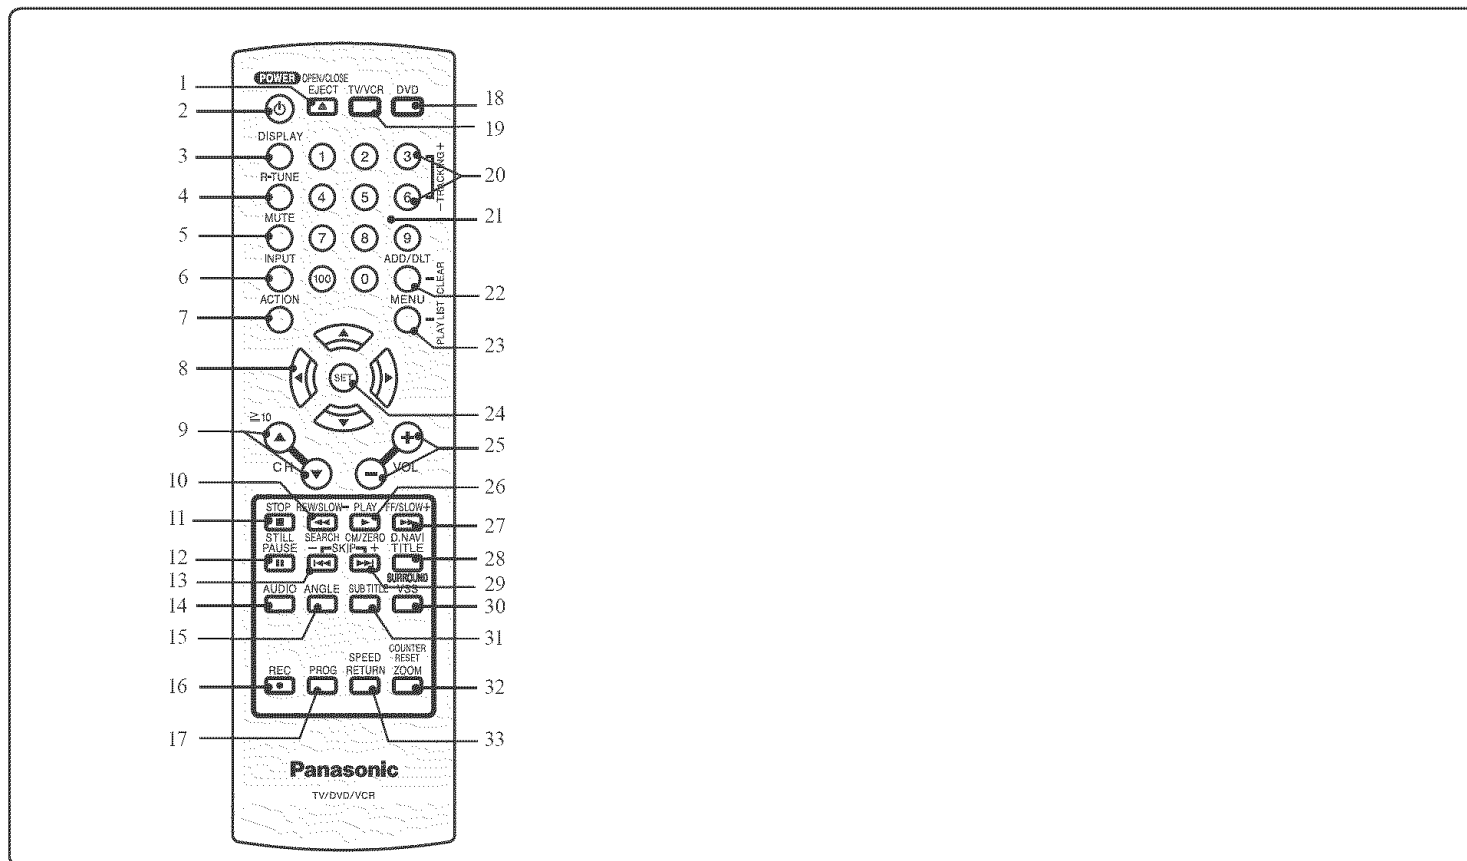 POWER OPEN/CLOSE
EJECT TV/VCR DVD
1
2
18
19
DISPLAY
3
1 2 3
R-TUNE
4
4 5 6
−TRACKING+
20
21
MUTE
5
7 8 9
INPUT ADD/DLT
6
100 0
CLEAR
22
ACTION MENU
7
PLAY LIST
23
8
SET
24
≧10
9
+
25
CH − VOL
10
26
STOP REW/SLOW− PLAY FF/SLOW+
11
27
STILL SEARCH CM/ZERO D.NAVI
PAUSE − SKIP + TITLE
12
28
13
29
SURROUND
AUDIO ANGLE SUB TITLE VSS
14
30
15
31
COUNTER
SPEED RESET
REC PROG RETURN ZOOM
16
32
17
33
Panasonic
TV/DVD/VCR